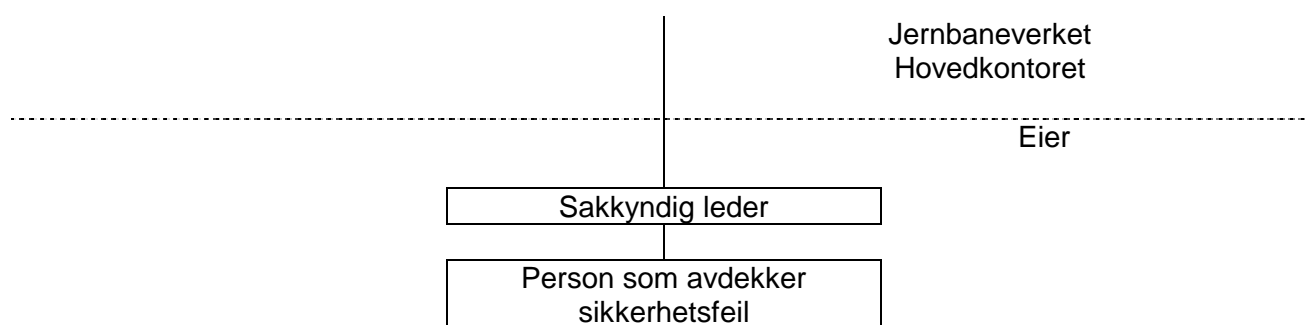 Jernbaneverket
Hovedkontoret
Eier
Sakkyndig leder
Person som avdekker
sikkerhetsfeil